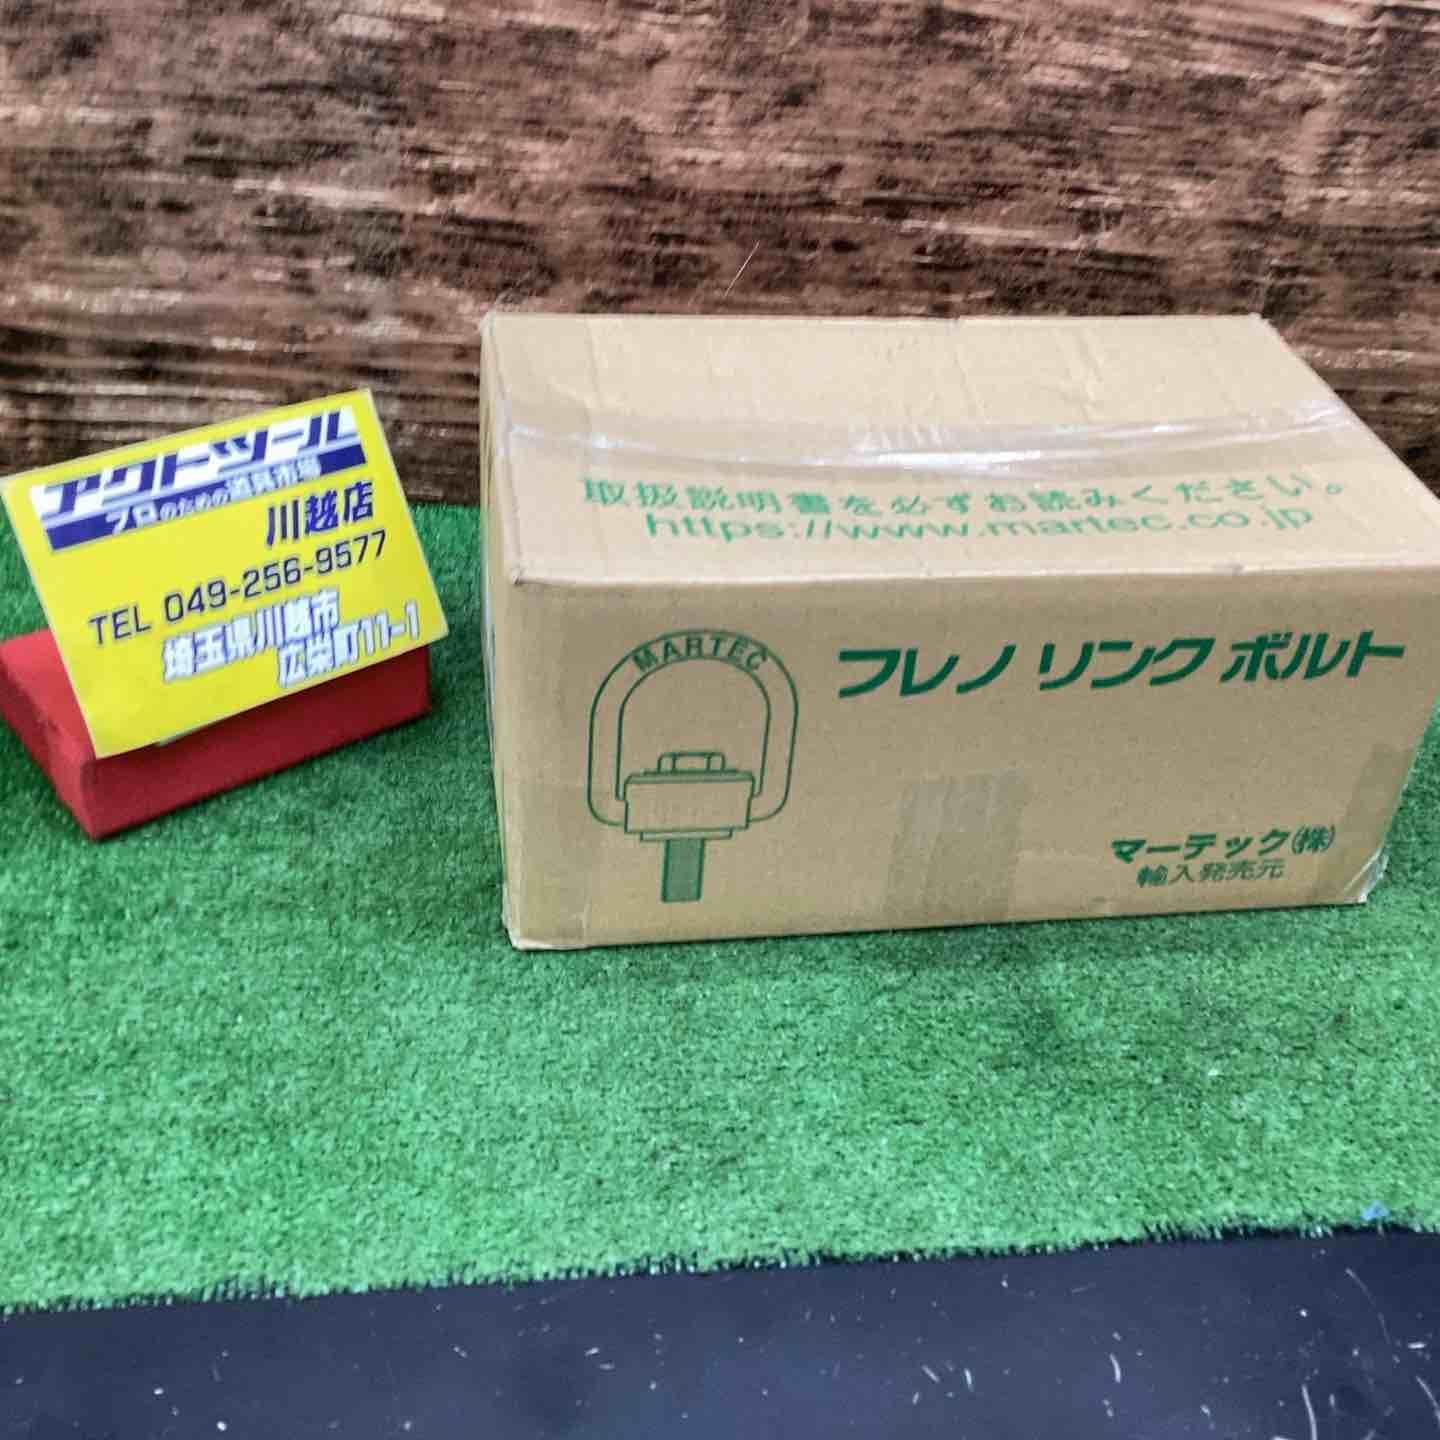 アクトツール
プロのための道具市場
川越店
TEL 049-256-9577
埼玉県川越市
広栄町11-1
取扱説明書を必ずお読みください。
https://www.martec.co.jp
MARTEC
フレノ リンク ボルト
マーテック(株)
輸入発売元